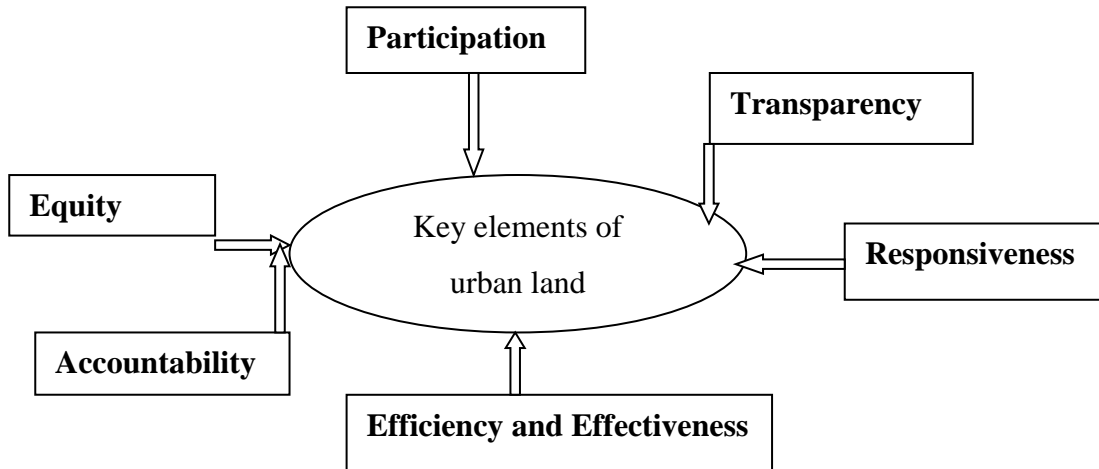 Participation
Transparency
Equity
Key elements of
urban land
Responsiveness
Accountability
Efficiency and Effectiveness